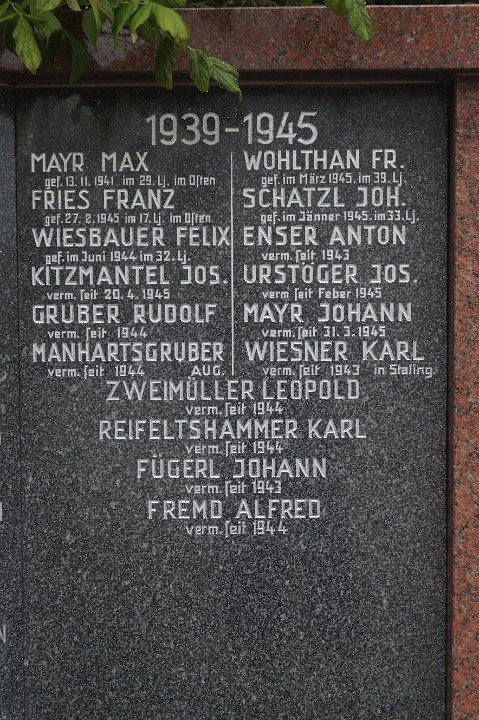 1939-1945
MAYR MAX
gef. 13.11.1941 im 29.Lj. im Osten
FRIES FRANZ
gef. 27.2.1945 im 17.Lj. im Osten
WIESBAUER FELIX
gef. im Juni 1944 im 32.Lj.
KITZMANTEL JOS.
verm. seit 20.4.1945
GRUBER RUDOLF
verm. seit 1944
MANHARTSGRUBER
verm. seit 1944 AUG.
WOHLTHAN FR.
gef. im März 1945. im 39.Lj.
SCHATZL JOH.
gef. im Jänner 1945. im 33.Lj.
ENSER ANTON
verm. seit 1943
URSTÖGER JOS.
verm. seit Feber 1945
MAYR JOHANN
verm. seit 31.3.1945
WIESNER KARL
verm. seit 1943 in Staling.
ZWEIMÜLLER LEOPOLD
verm. seit 1944
REIFELTSHAMMER KARL
verm. seit 1944
FÜGERL JOHANN
verm. seit 1943
FREMD ALFRED
verm. seit 1944